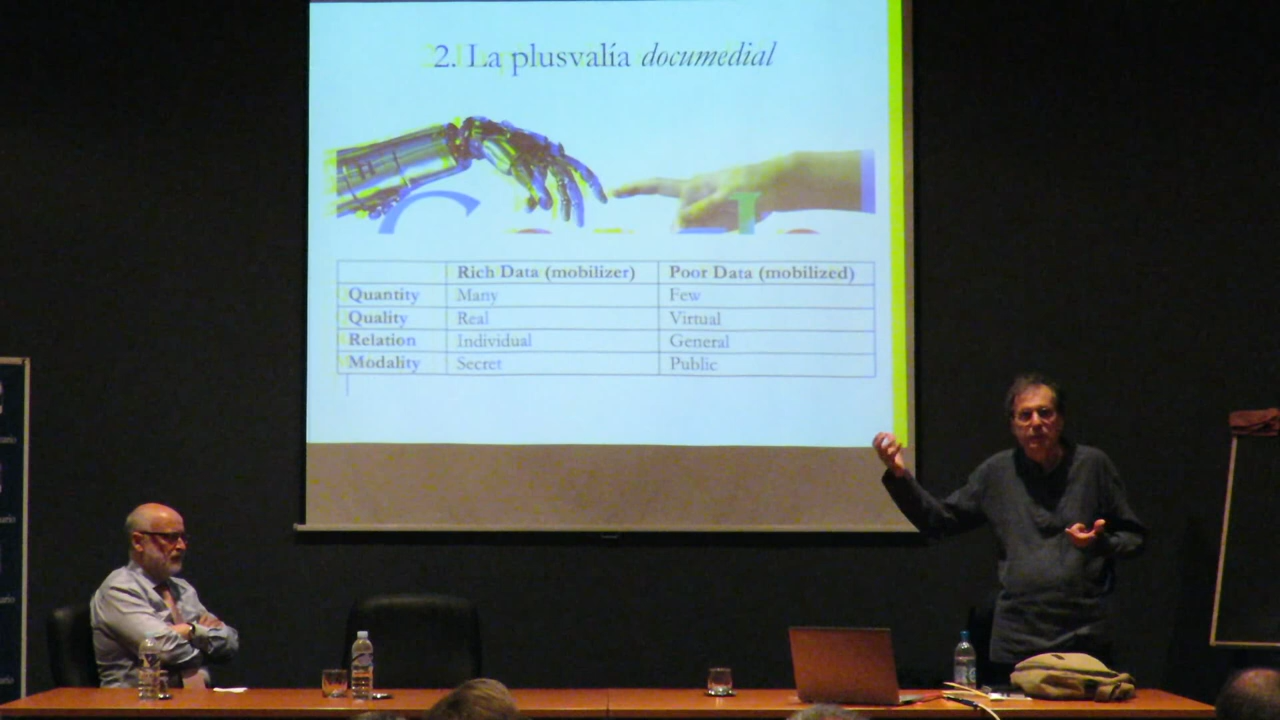 2. La plusvalía documedial
Rich Data (mobilizer) Poor Data (mobilized)
Quantity Many Few
Quality Real Virtual
Relation Individual General
Modality Secret Public